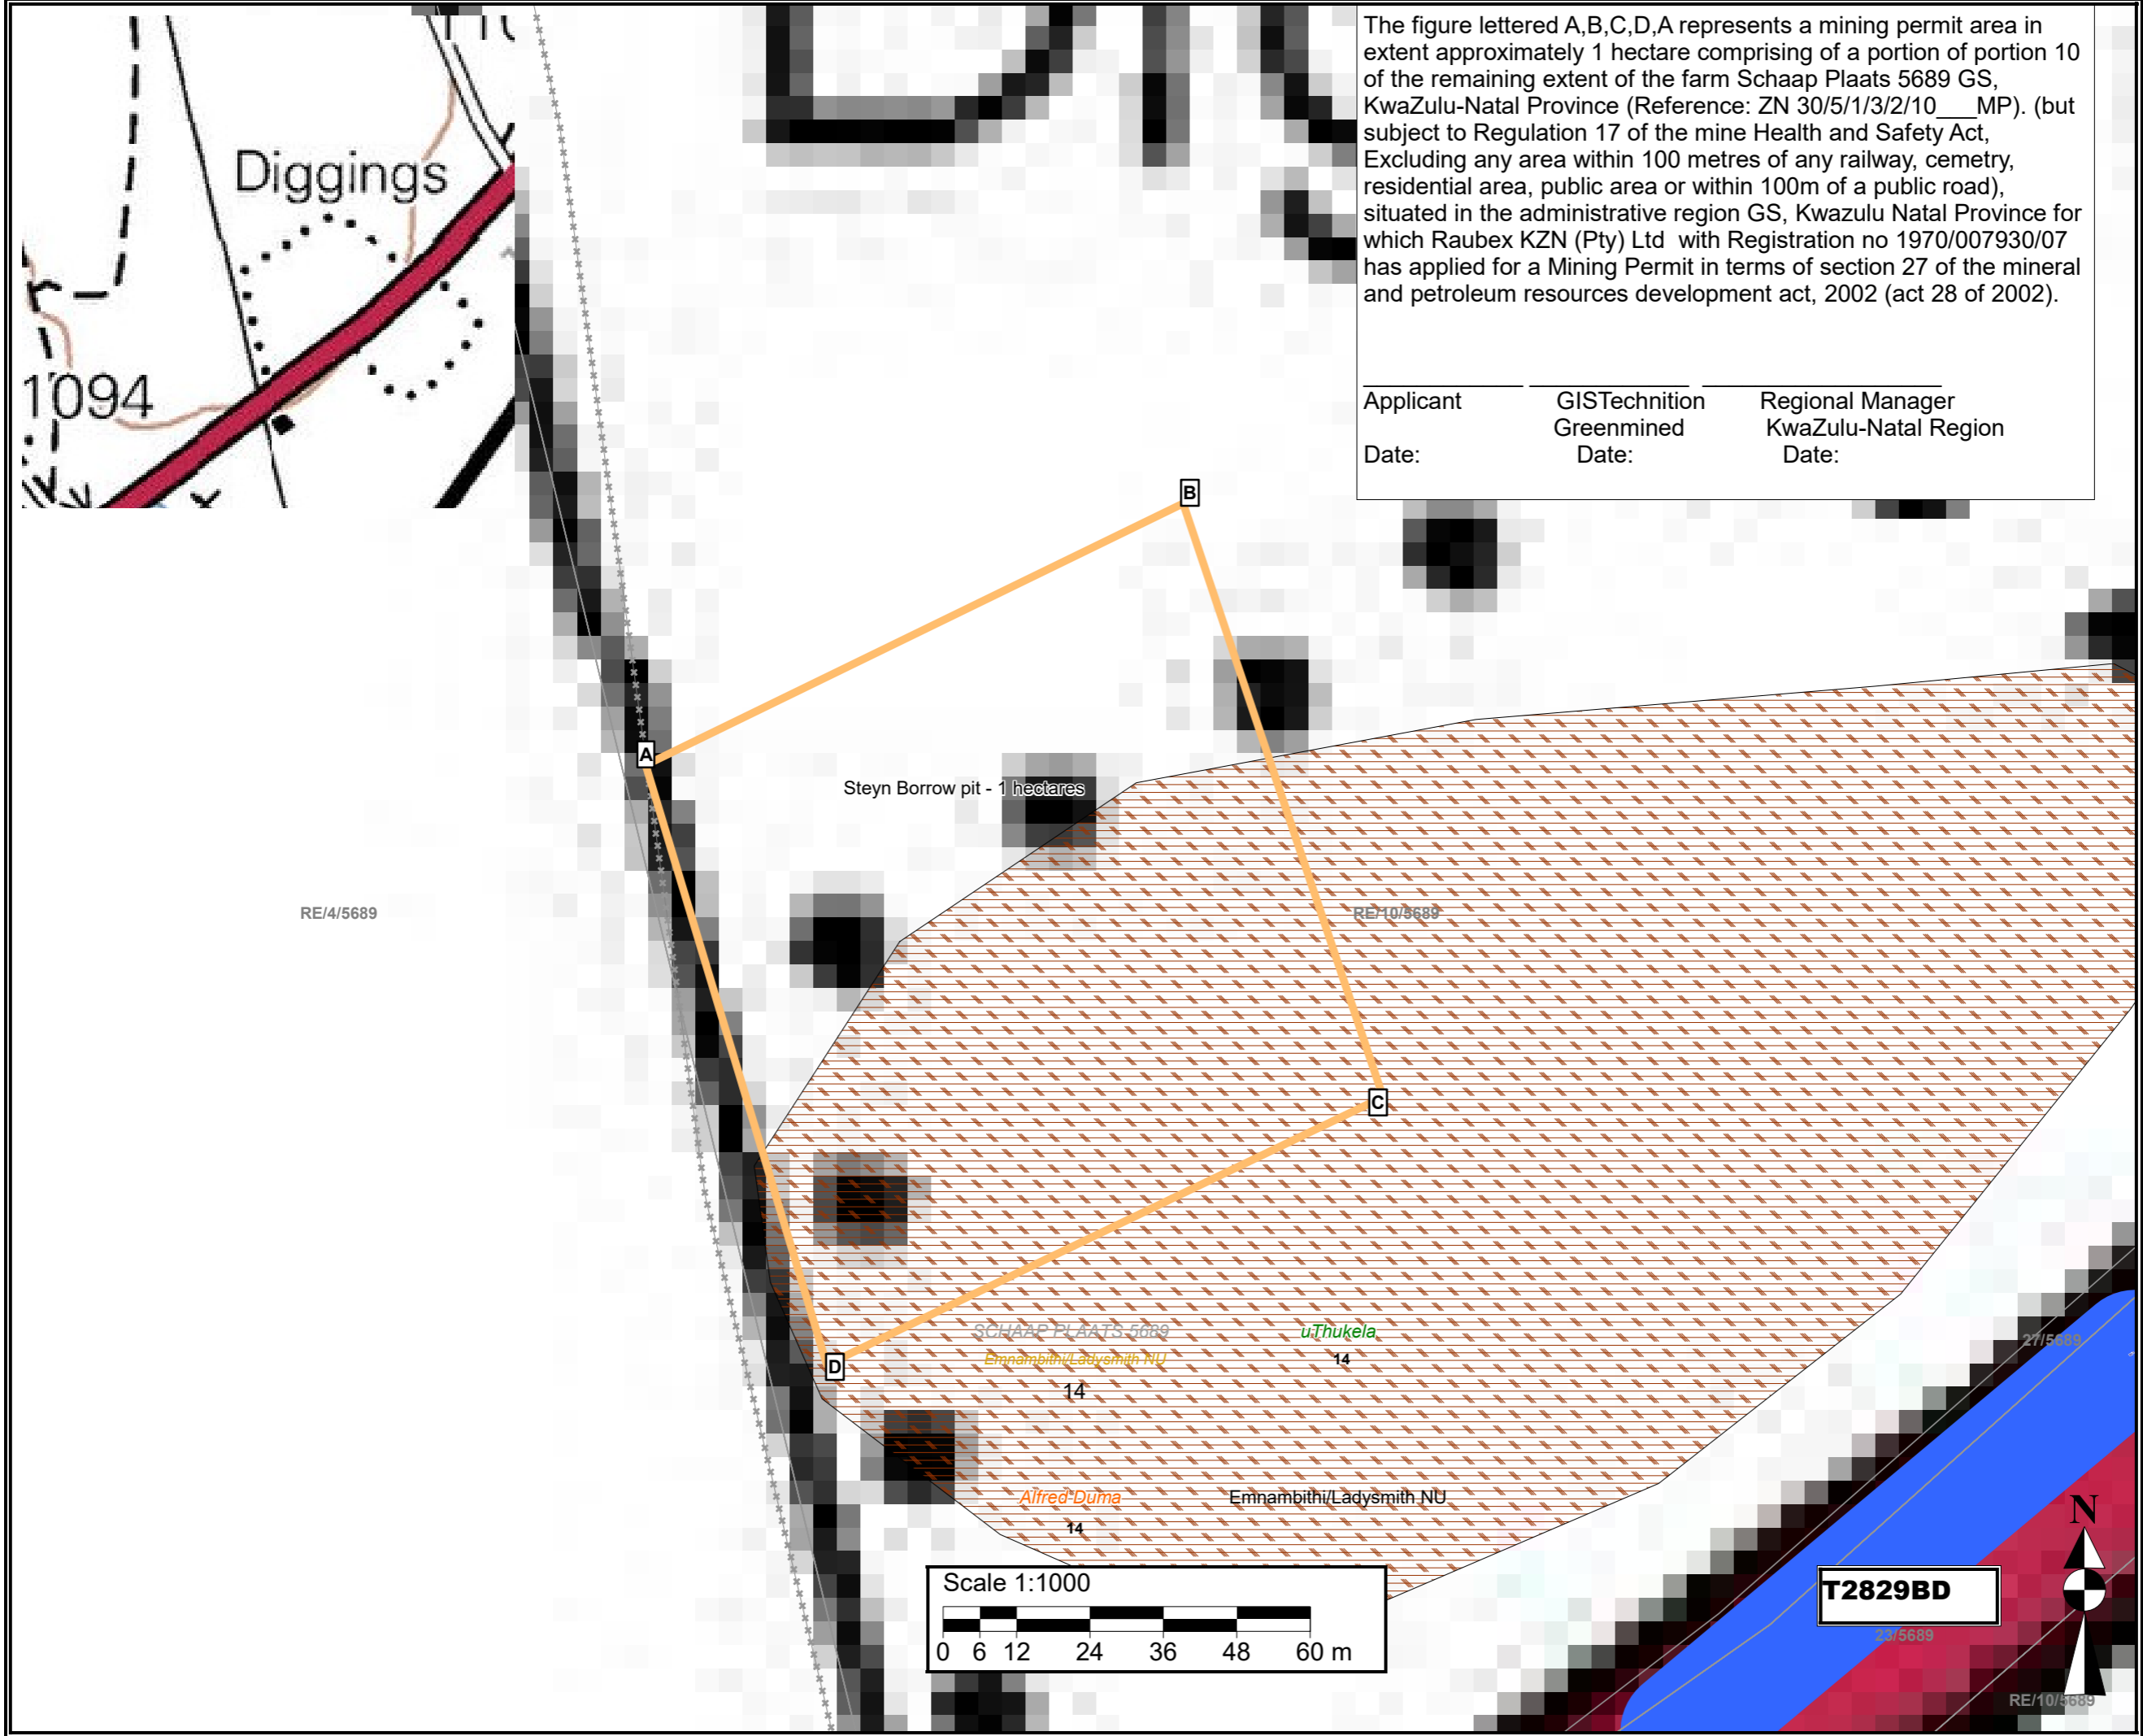 The figure lettered A,B,C,D,A represents a mining permit area in
extent approximately 1 hectare comprising of a portion of portion 10
of the remaining extent of the farm Schaap Plaats 5689 GS,
KwaZulu-Natal Province (Reference: ZN 30/5/1/3/2/10___MP). (but
subject to Regulation 17 of the mine Health and Safety Act,
Excluding any area within 100 metres of any railway, cemetry,
residential area, public area or within 100m of a public road),
situated in the administrative region GS, Kwazulu Natal Province for
which Raubex KZN (Pty) Ltd with Registration no 1970/007930/07
has applied for a Mining Permit in terms of section 27 of the mineral
and petroleum resources development act, 2002 (act 28 of 2002).
Applicant GISTechnition Regional Manager
Greenmined KwaZulu-Natal Region
Date: Date: Date:
Diggings
1094
B
A
Steyn Borrow pit - 1 hectares
RE/4/5689
RE/10/5689
C
SCHAAP PLAATS 5689
uThukela
Emnambithi/Ladysmith NU
14
D
14
27/5689
Alfred Duma
Emnambithi/Ladysmith NU
14
N
Scale 1:1000
0 6 12 24 36 48 60 m
T2829BD
23/5689
RE/10/5689